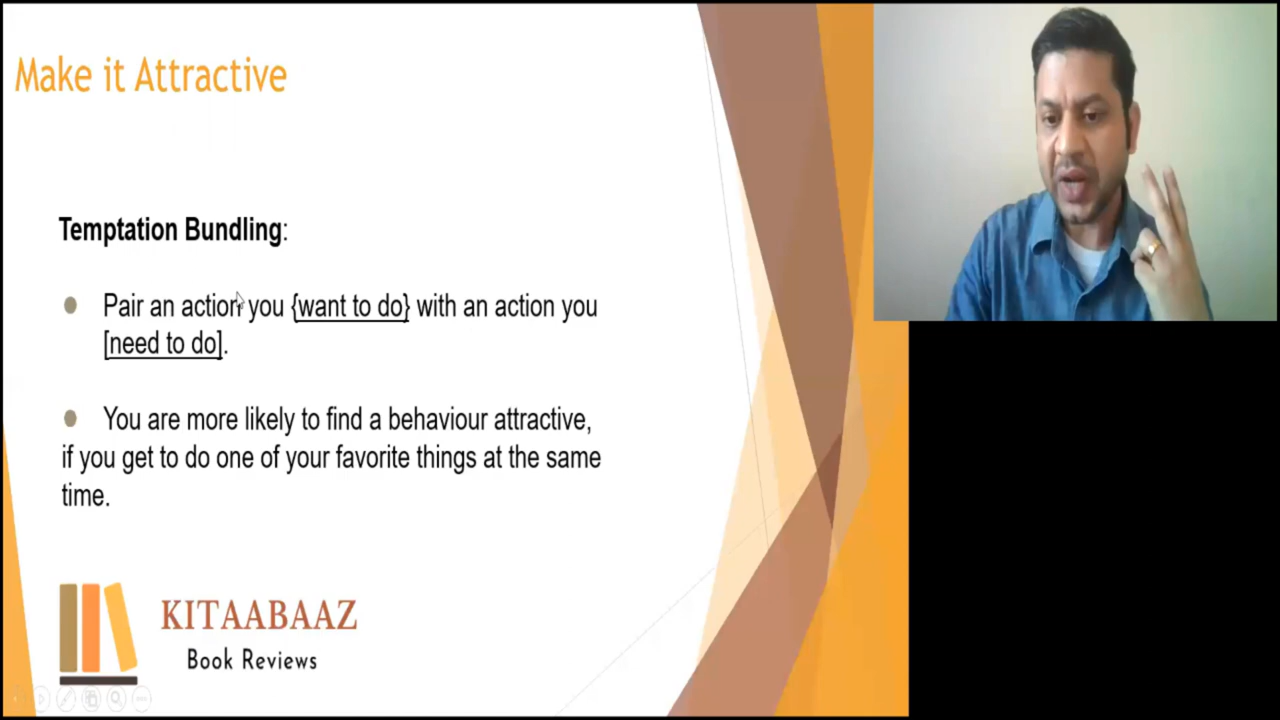 Make it Attractive
Temptation Bundling:
Pair an action you {want to do} with an action you
[need to do].
You are more likely to find a behaviour attractive,
if you get to do one of your favorite things at the same
time.
KITAABAAZ
Book Reviews